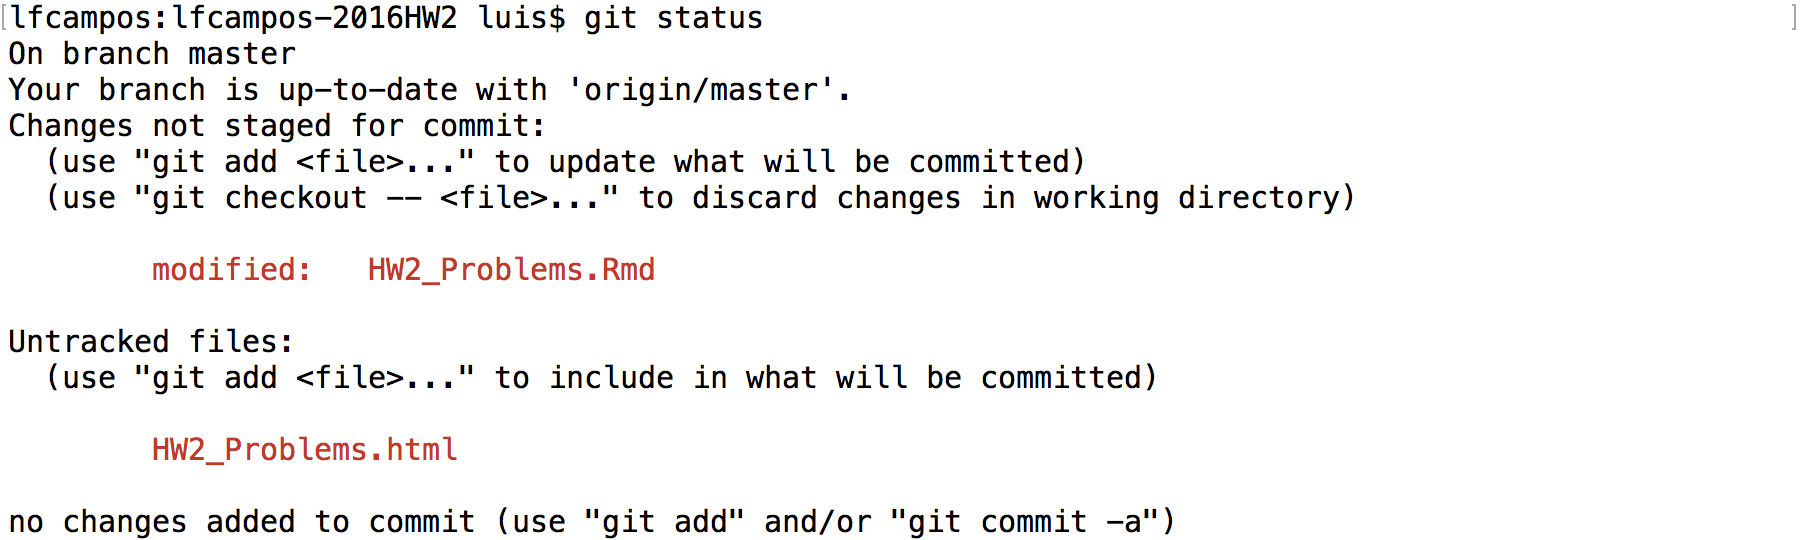 [lfcampos:lfcampos-2016HW2 luis$ git status ]
On branch master
Your branch is up-to-date with 'origin/master'.
Changes not staged for commit:
  (use "git add <file>..." to update what will be committed)
  (use "git checkout -- <file>..." to discard changes in working directory)

        modified:   HW2_Problems.Rmd

Untracked files:
  (use "git add <file>..." to include in what will be committed)

        HW2_Problems.html

no changes added to commit (use "git add" and/or "git commit -a")